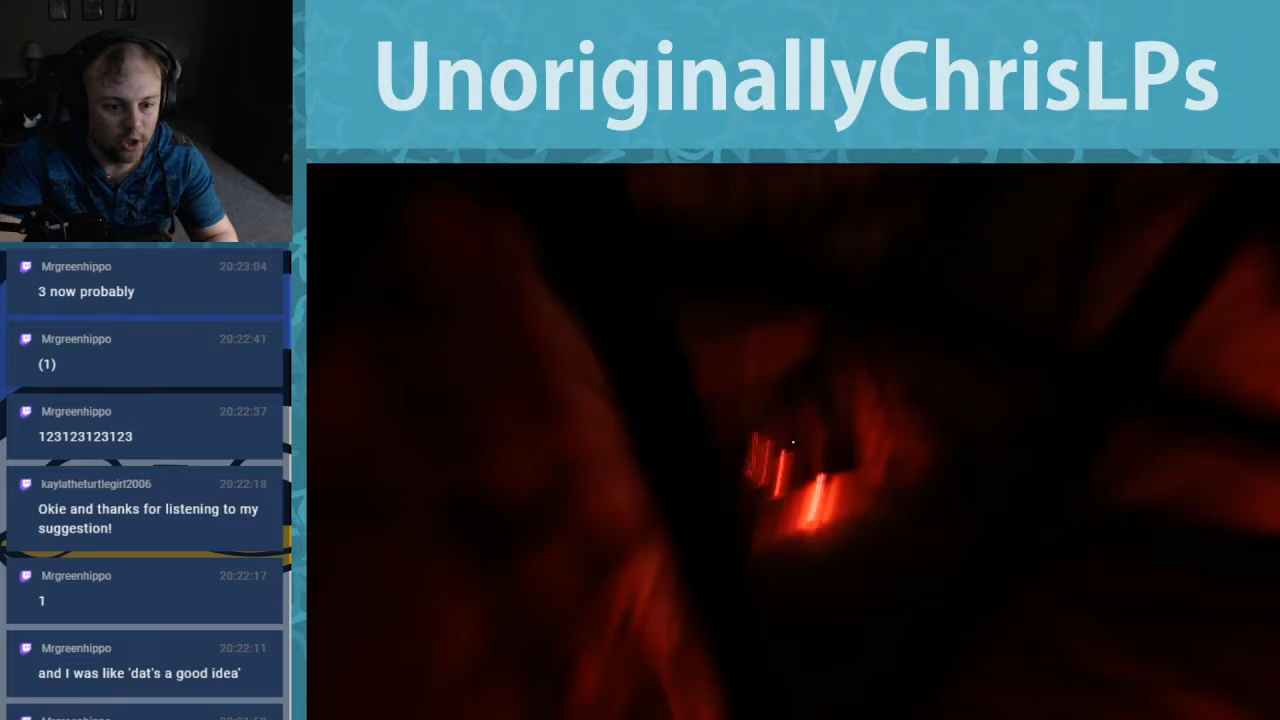 UnoriginallyChrisLPs
Mrgreenhippo 20:23:04
3 now probably
Mrgreenhippo 20:22:41
(1)
Mrgreenhippo 20:22:37
123123123123
kaylatheturtlegirl2006 20:22:18
Okie and thanks for listening to my
suggestion!
Mrgreenhippo 20:22:17
1
Mrgreenhippo 20:22:11
and I was like 'dat's a good idea'